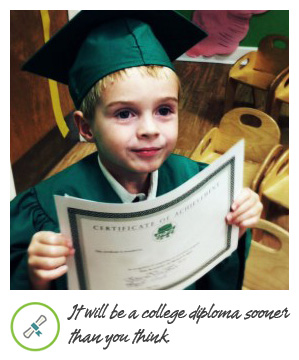 CERTIFICATE OF ACHIEVEMENT
It will be a college diploma sooner
than you think.